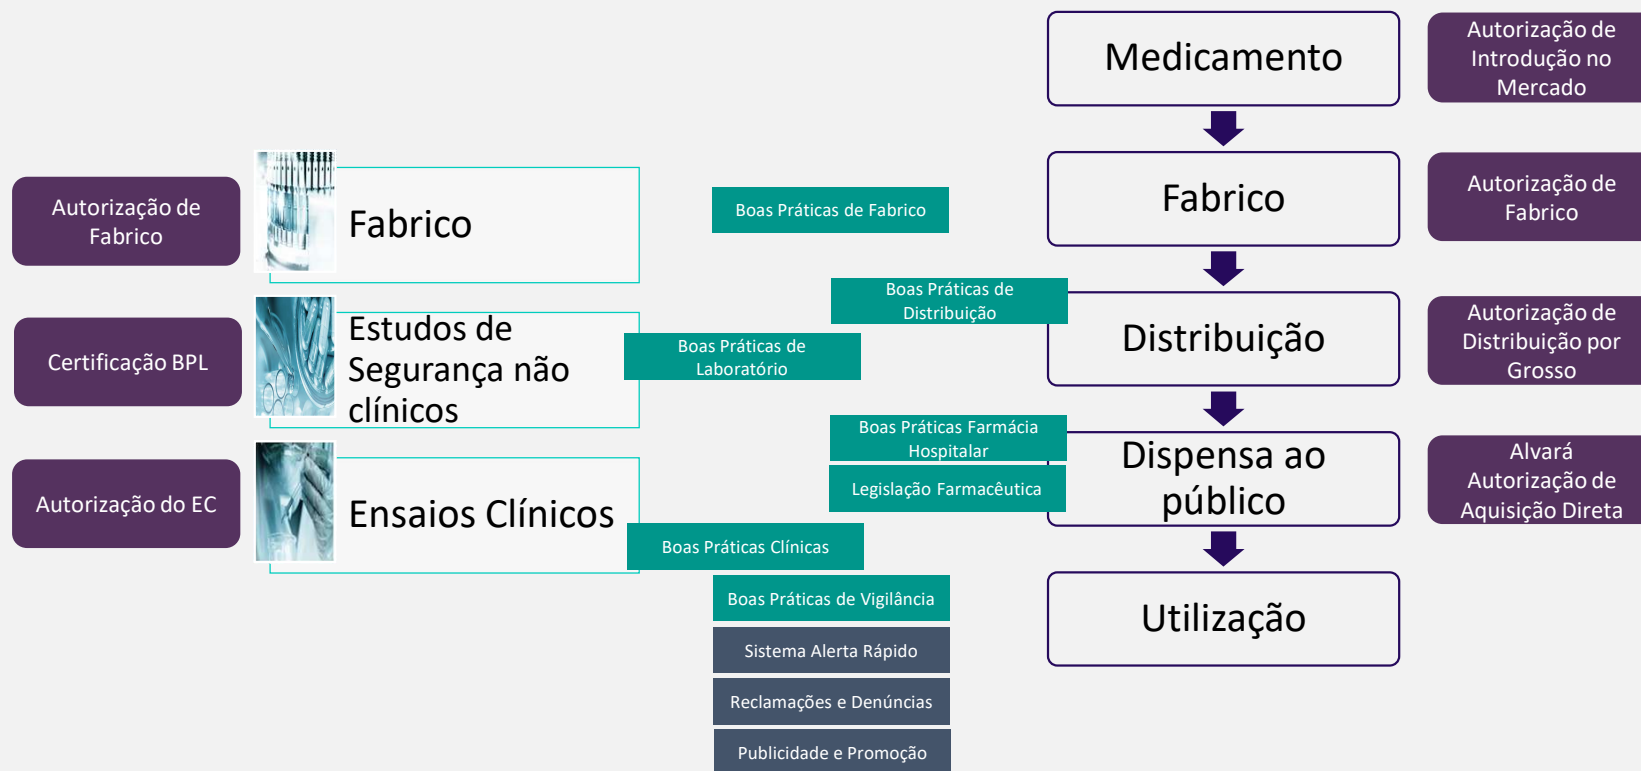 Autorização de
Fabrico
Fabrico
Certificação BPL
Estudos de
Segurança não
clínicos
Autorização do EC
Ensaios Clínicos
Boas Práticas de Fabrico
Boas Práticas de
Distribuição
Boas Práticas de
Laboratório
Boas Práticas Farmácia
Hospitalar
Legislação Farmacêutica
Boas Práticas Clínicas
Boas Práticas de Vigilância
Sistema Alerta Rápido
Reclamações e Denúncias
Publicidade e Promoção
Medicamento
Autorização de
Introdução no
Mercado
Fabrico
Autorização de
Fabrico
Distribuição
Autorização de
Distribuição por
Grosso
Dispensa ao
público
Alvará
Autorização de
Aquisição Direta
Utilização